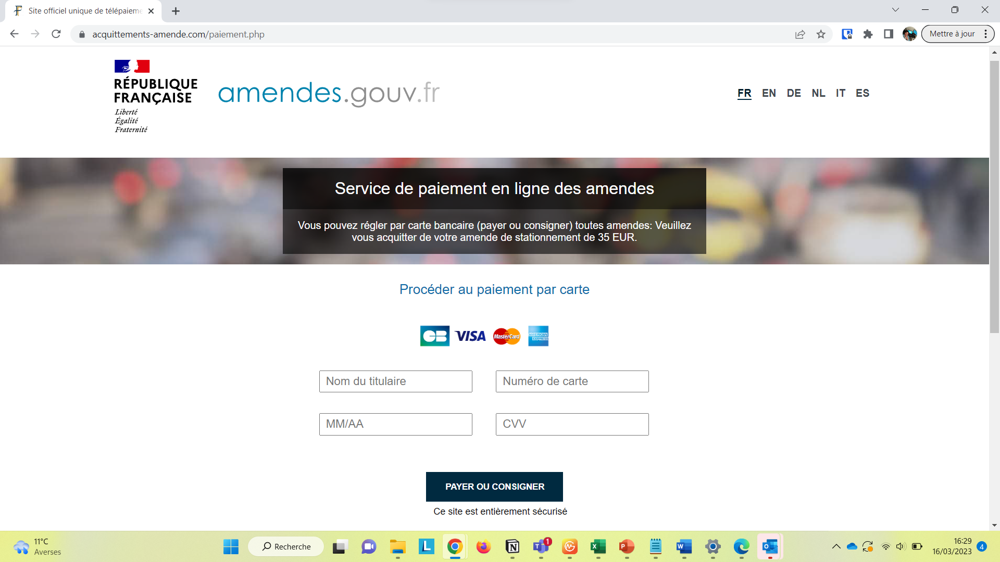 Site officiel unique de télépaieme
acquittements-amende.com/paiement.php
Mettre à jour
RÉPUBLIQUE
FRANÇAISE
Liberté
Égalité
Fraternité
amendes.gouv.fr
FR EN DE NL IT ES
Service de paiement en ligne des amendes
Vous pouvez régler par carte bancaire (payer ou consigner) toutes amendes: Veuillez
vous acquitter de votre amende de stationnement de 35 EUR.
Procéder au paiement par carte
CB VISA MasterCard AMERICAN EXPRESS
Nom du titulaire
Numéro de carte
MM/AA
CVV
PAYER OU CONSIGNER
Ce site est entièrement sécurisé
11°C
Averses
Recherche
1
16:29
16/03/2023
4